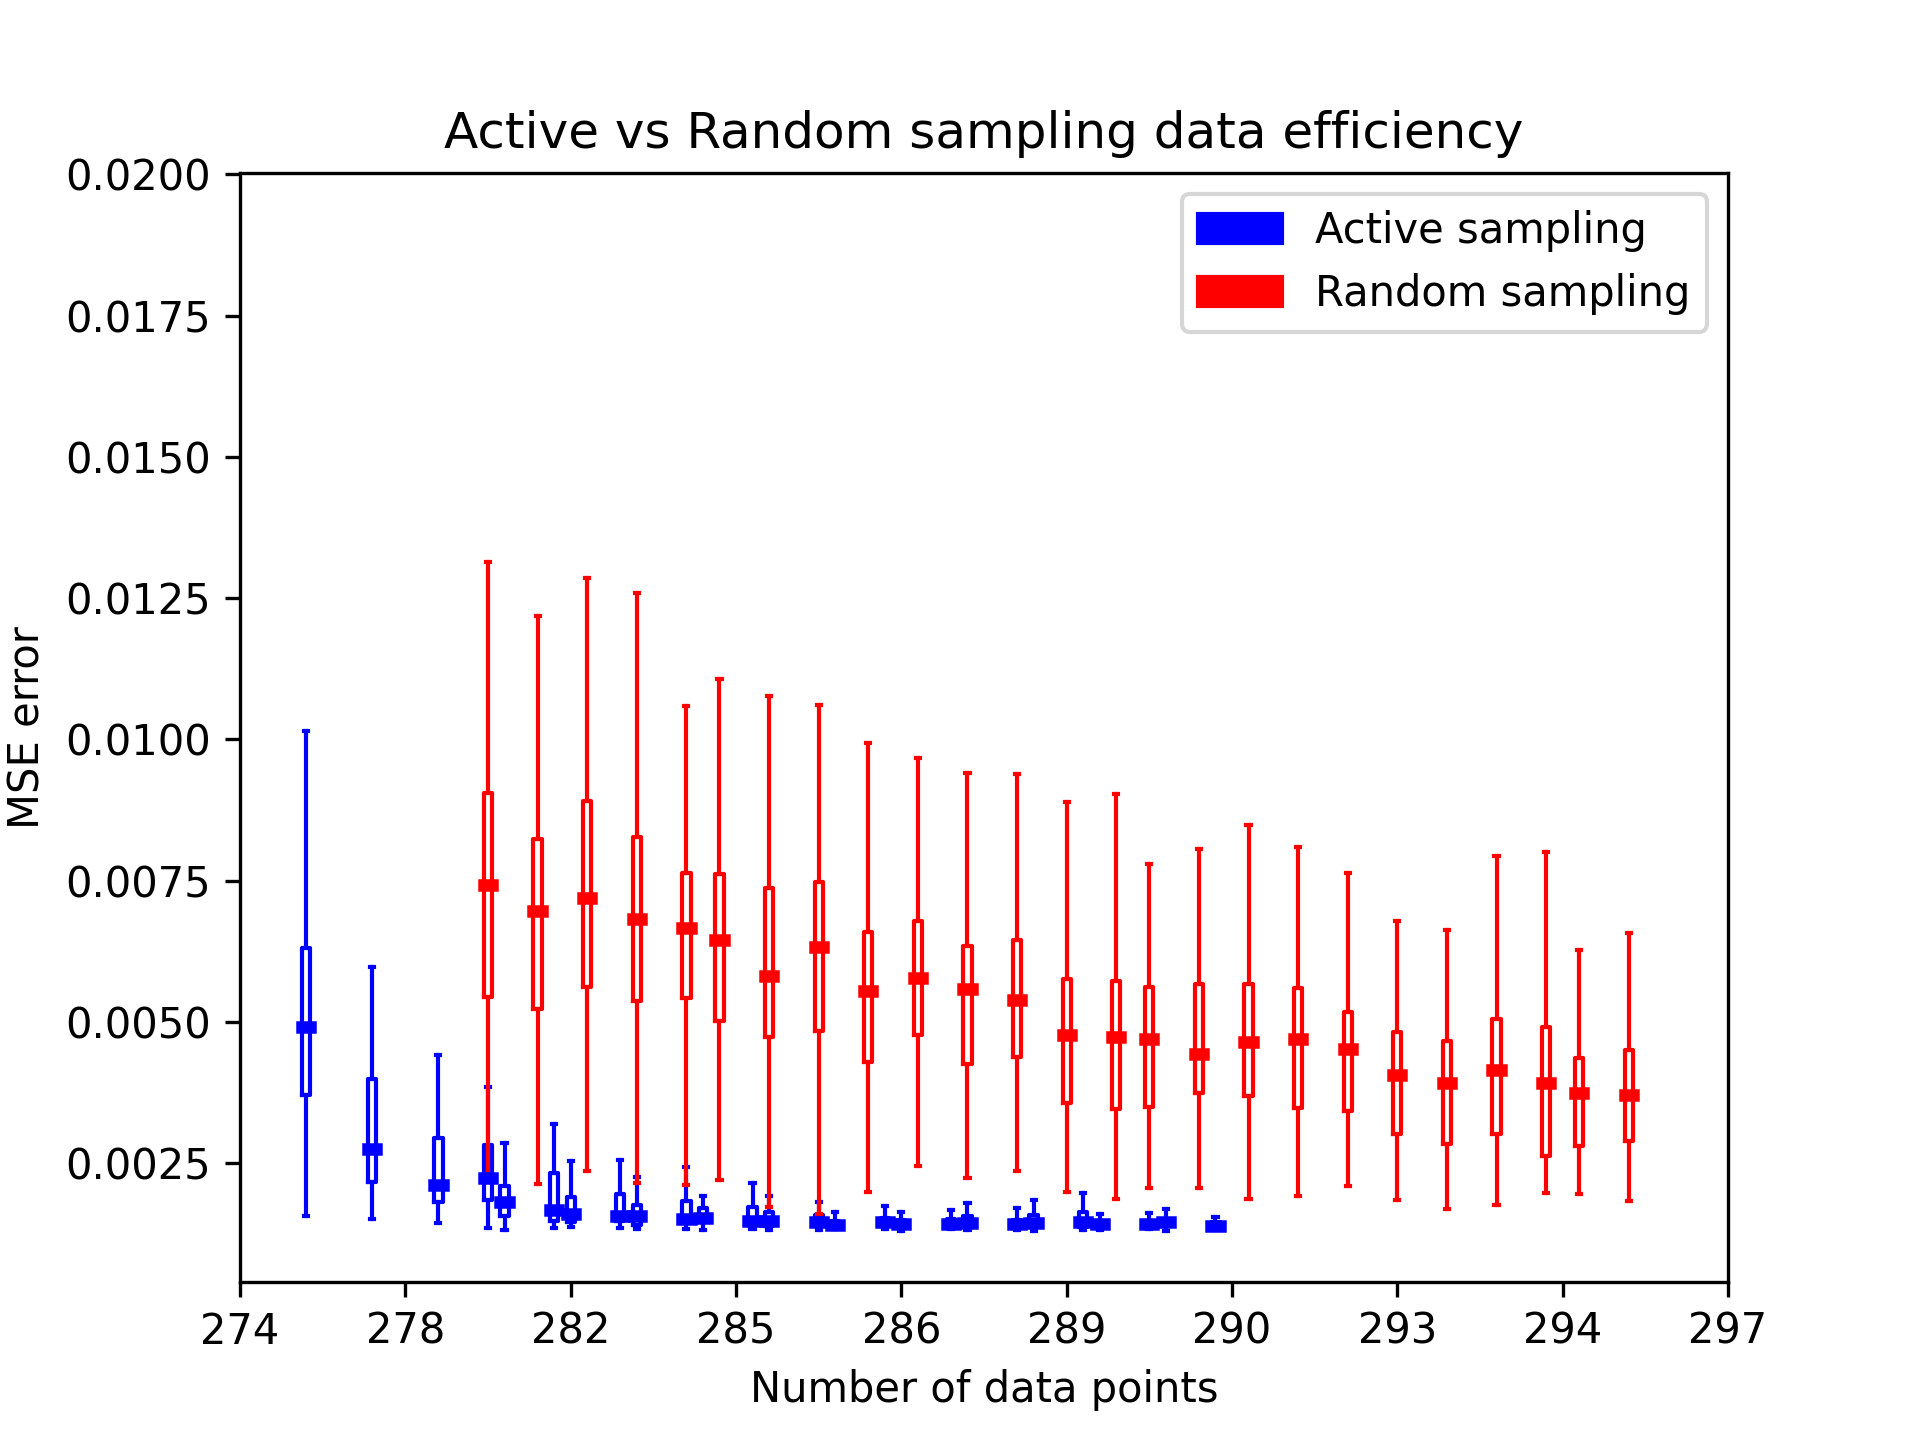 Active vs Random sampling data efficiency
0.0200
0.0175
0.0150
0.0125
0.0100
0.0075
0.0050
0.0025
MSE error
Active sampling
Random sampling
274 278 282 285 286 289 290 293 294 297
Number of data points